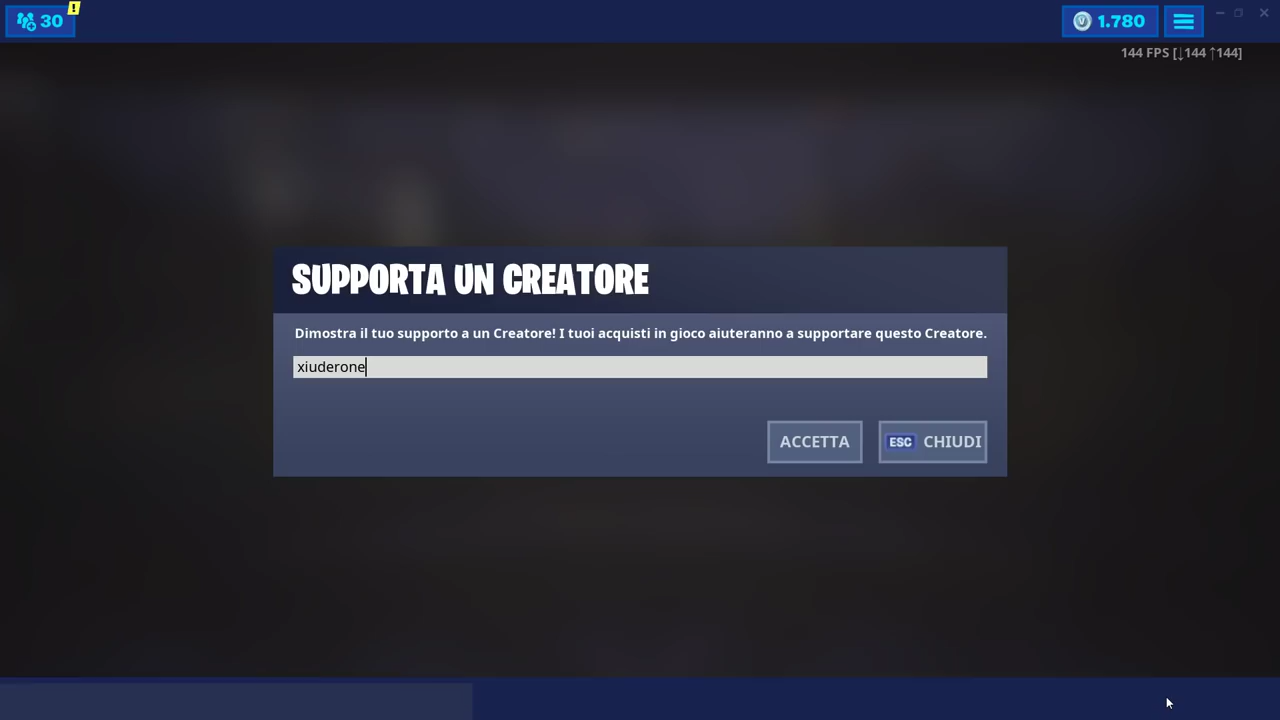 30
!
1.780
144 FPS [↓144 ↑144]
SUPPORTA UN CREATORE
Dimostra il tuo supporto a un Creatore! I tuoi acquisti in gioco aiuteranno a supportare questo Creatore.
xiuderone
ACCETTA
ESC CHIUDI